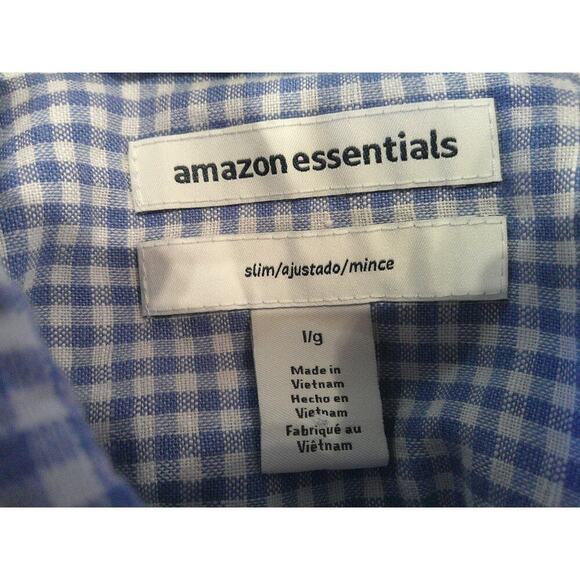 amazon essentials
slim/ajustado/mince
l/g
Made in
Vietnam
Hecho en
Vietnam
Fabriqué au
Viêtnam